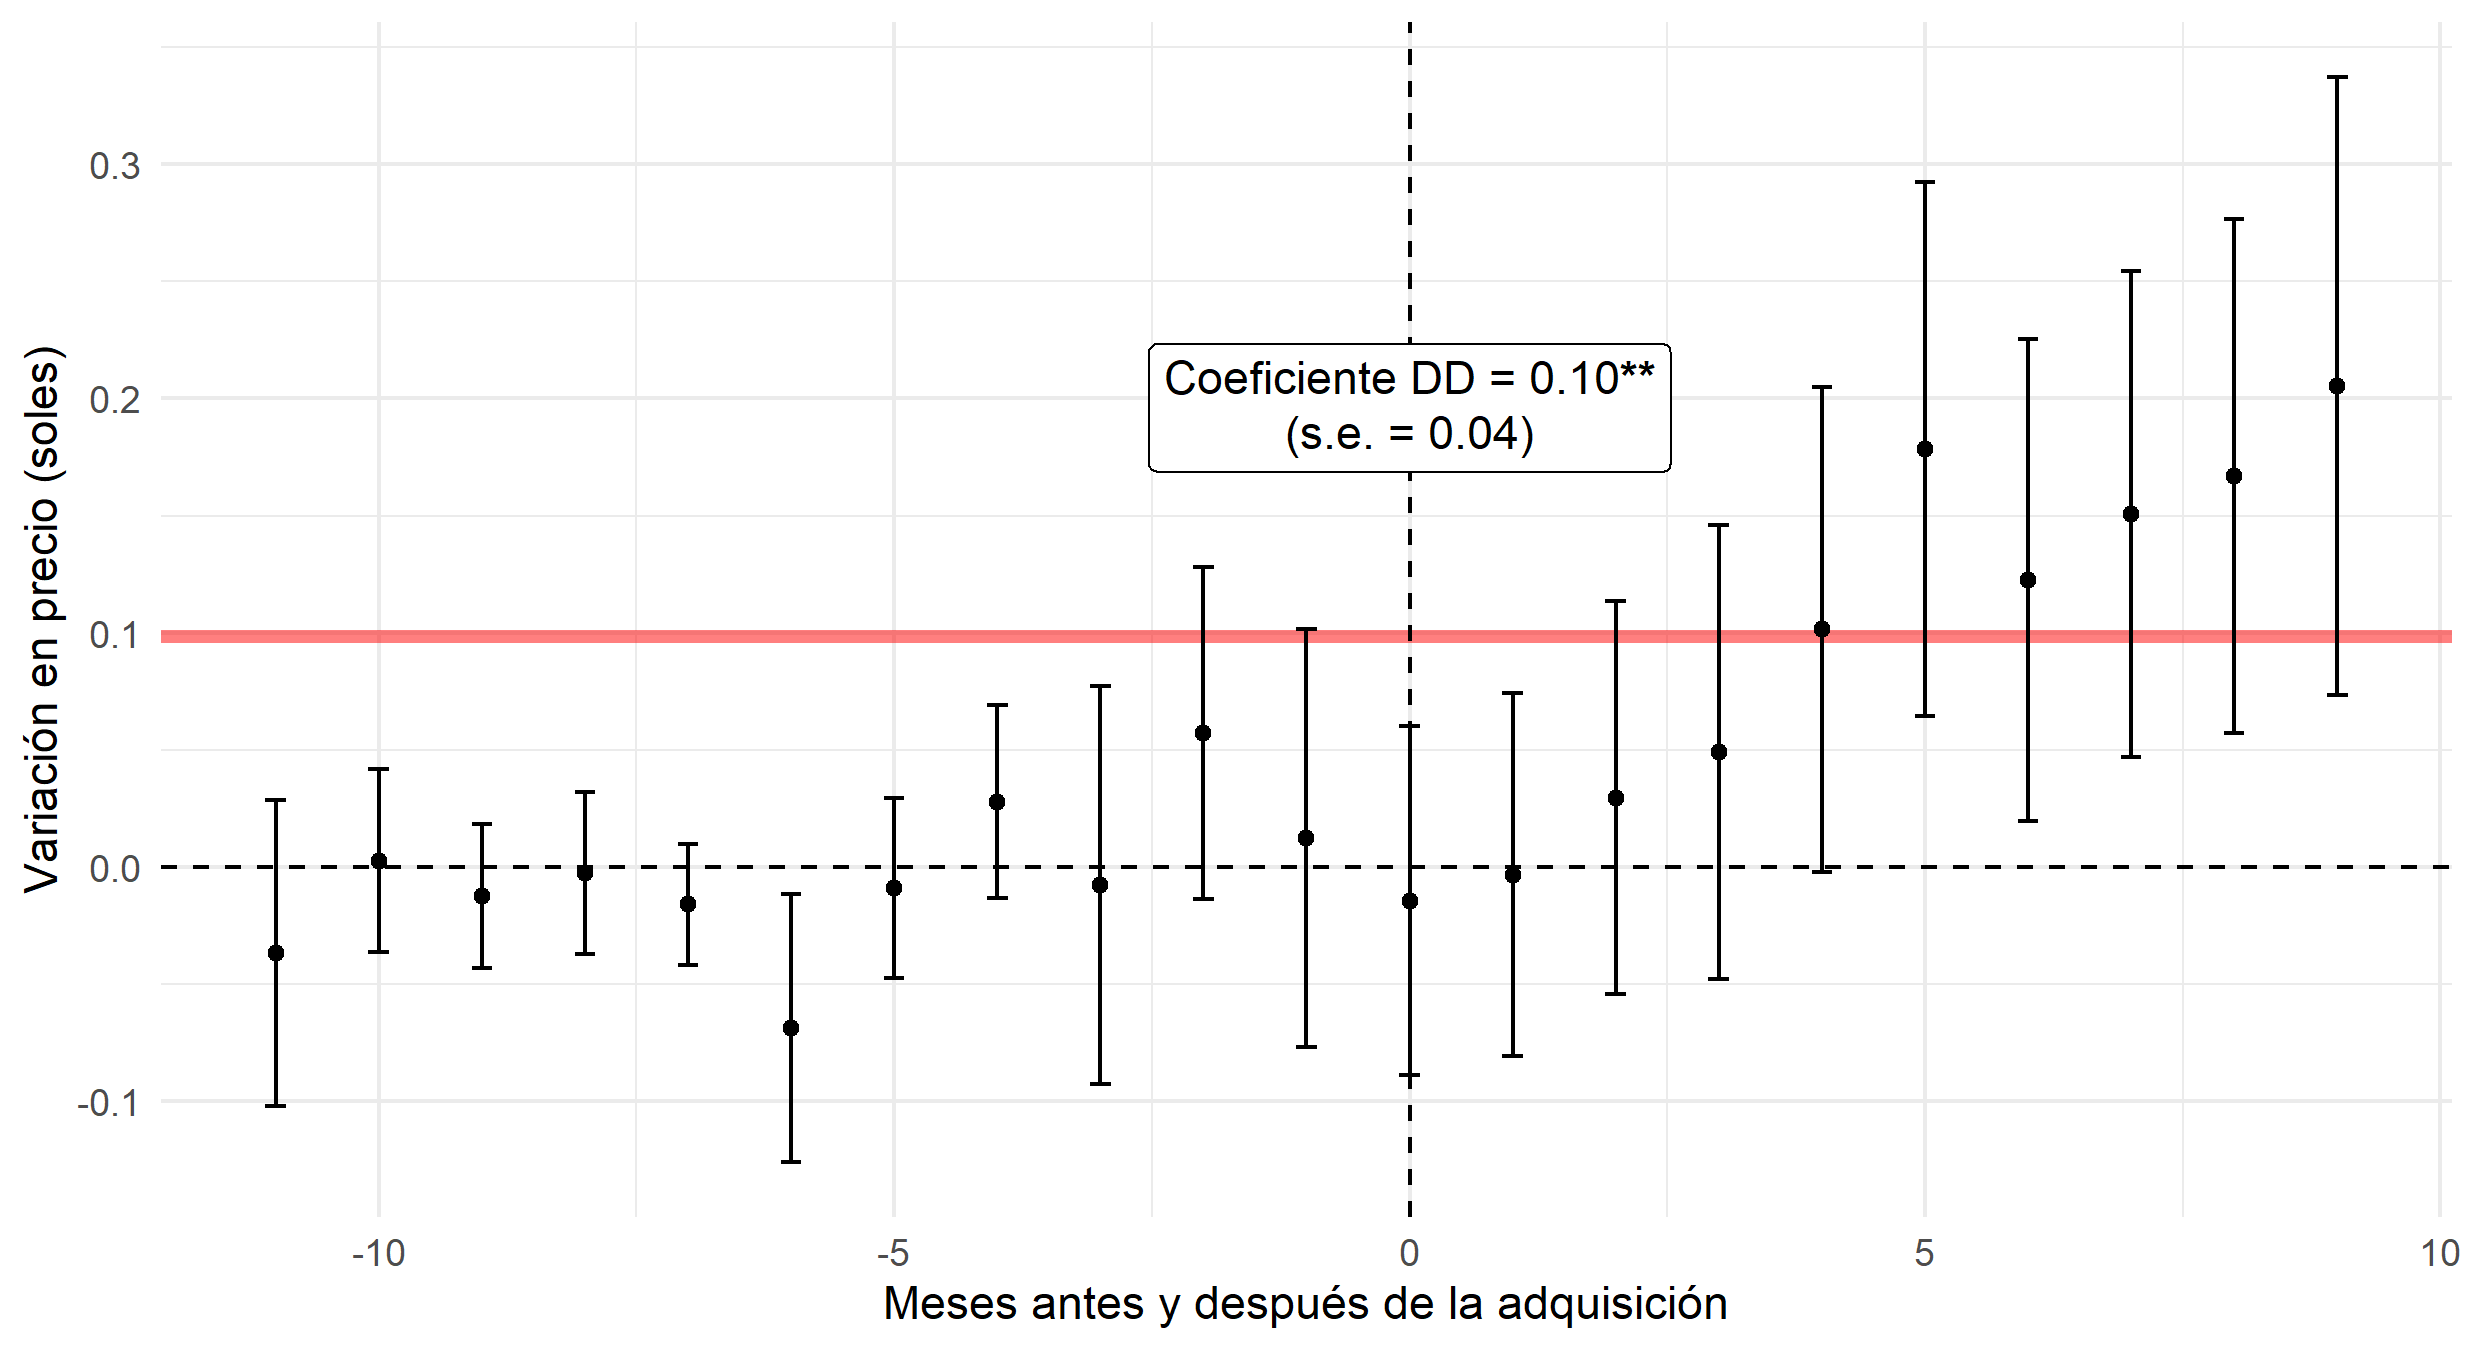 Variación en precio (soles)
0.3
0.2
0.1
0.0
-0.1
Coeficiente DD = 0.10**
(s.e. = 0.04)
-10
-5
0
5
10
Meses antes y después de la adquisición